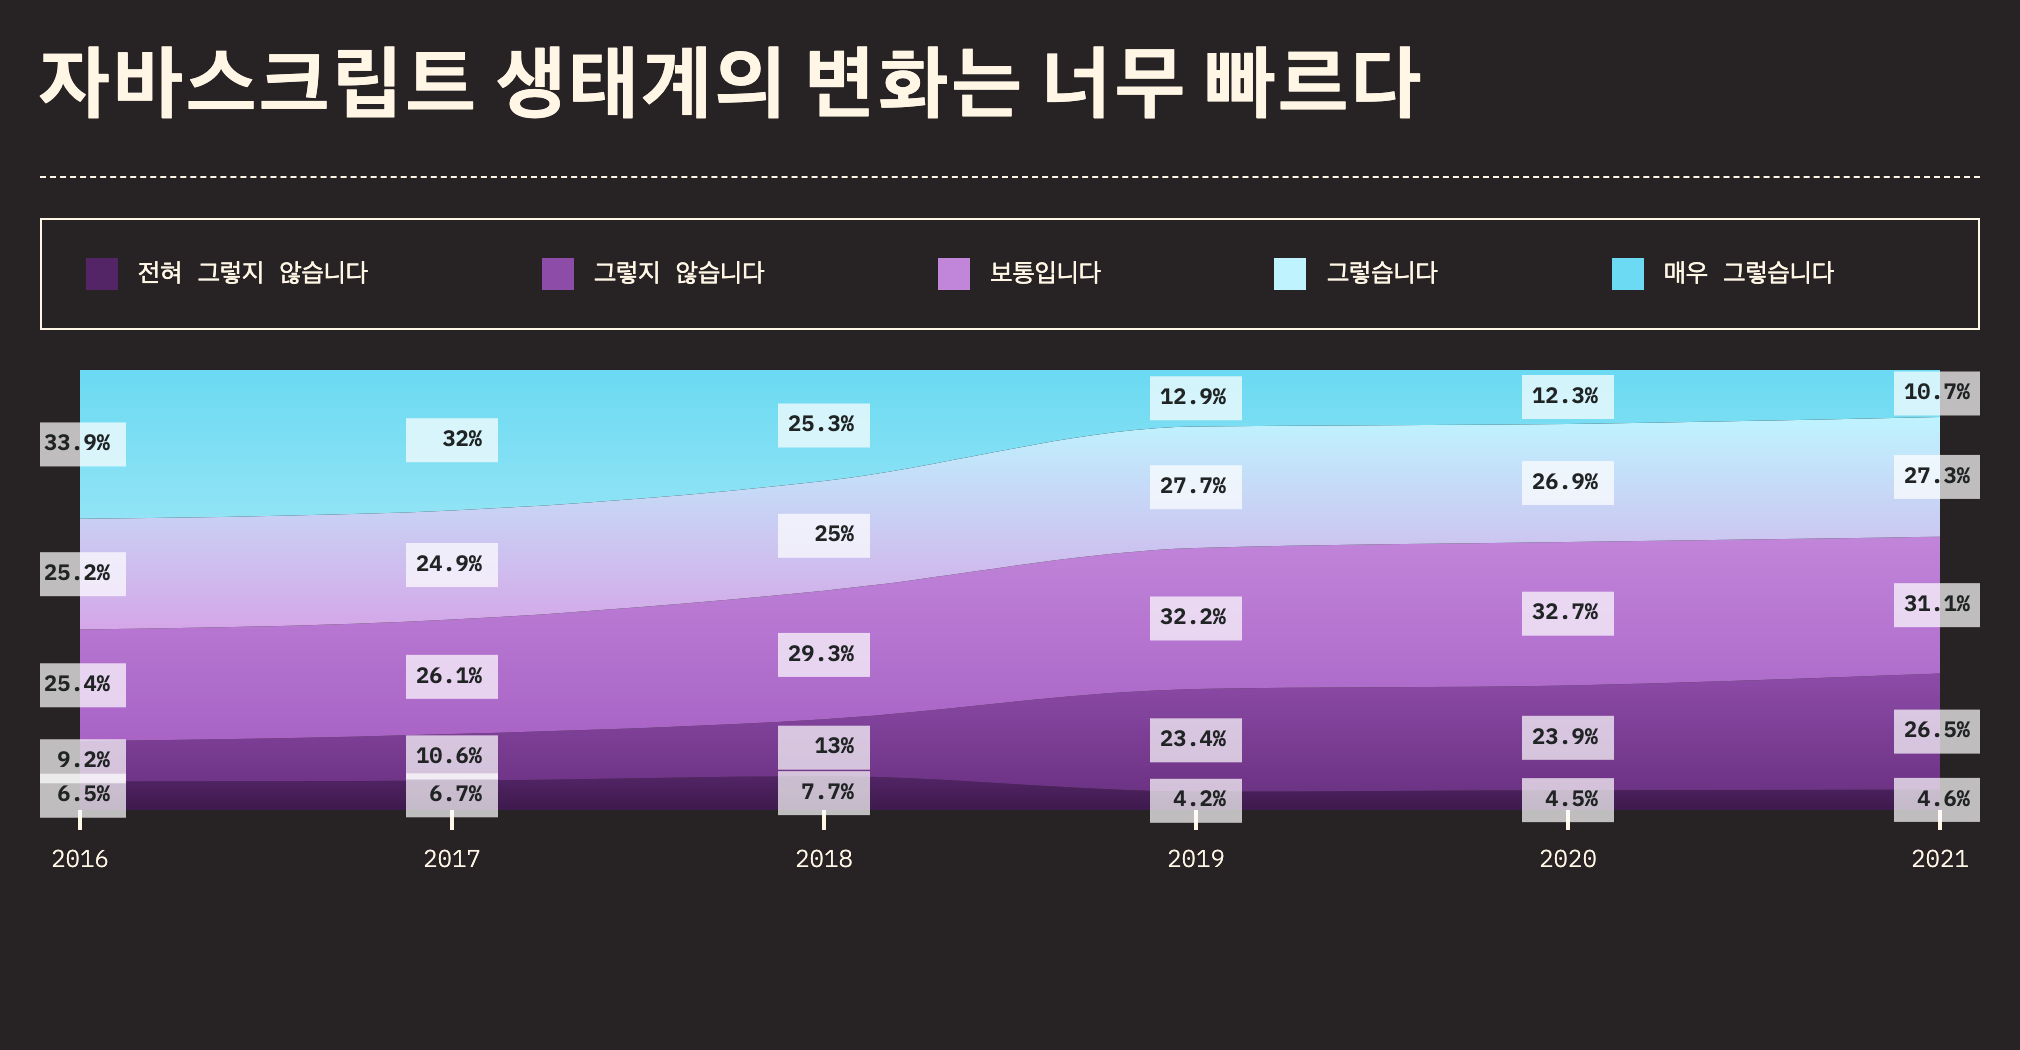 자바스크립트 생태계의 변화는 너무 빠르다
전혀 그렇지 않습니다 그렇지 않습니다 보통입니다 그렇습니다 매우 그렇습니다
33.9% 32% 25.3% 12.9% 12.3% 10.7%
25.2% 24.9% 25% 27.7% 26.9% 27.3%
25.4% 26.1% 29.3% 32.2% 32.7% 31.1%
9.2% 10.6% 13% 23.4% 23.9% 26.5%
6.5% 6.7% 7.7% 4.2% 4.5% 4.6%
2016 2017 2018 2019 2020 2021